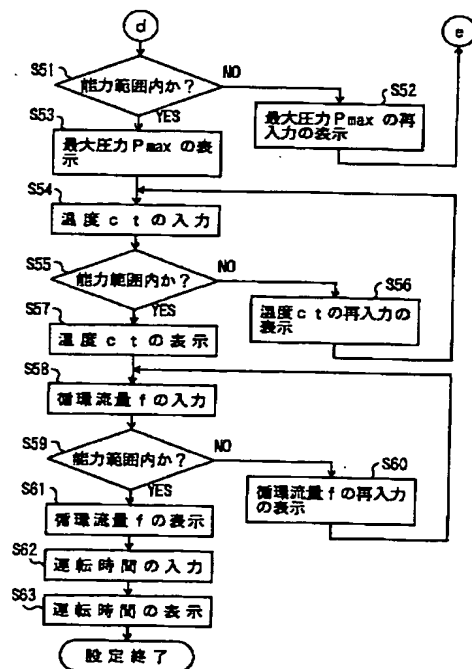 d
e
S51
能力範囲内か？
NO
YES
S52
最大圧力Pmaxの再
入力の表示
S53
最大圧力Pmaxの表
示
S54
温度ctの入力
S55
能力範囲内か？
NO
YES
S56
温度ctの再入力の
表示
S57
温度ctの表示
S58
循環流量fの入力
S59
能力範囲内か？
NO
YES
S60
循環流量fの再入力
の表示
S61
循環流量fの表示
S62
運転時間の入力
S63
運転時間の表示
設定終了